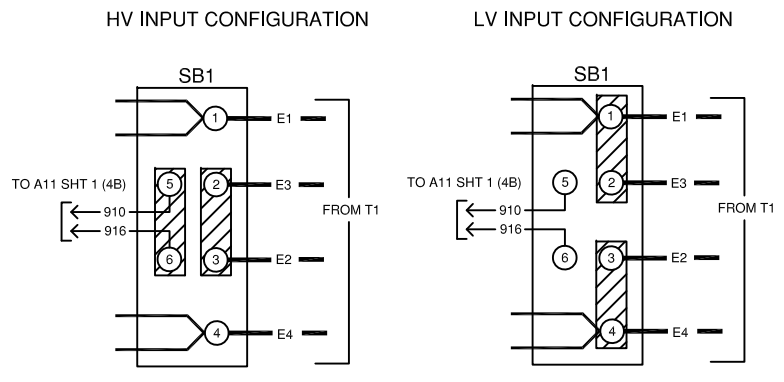 HV INPUT CONFIGURATION
SB1
1
E1
TO A11 SHT 1 (4B)
5
2
E3
910
916
FROM T1
6
3
E2
4
E4
LV INPUT CONFIGURATION
SB1
1
E1
TO A11 SHT 1 (4B)
5
2
E3
910
916
FROM T1
6
3
E2
4
E4